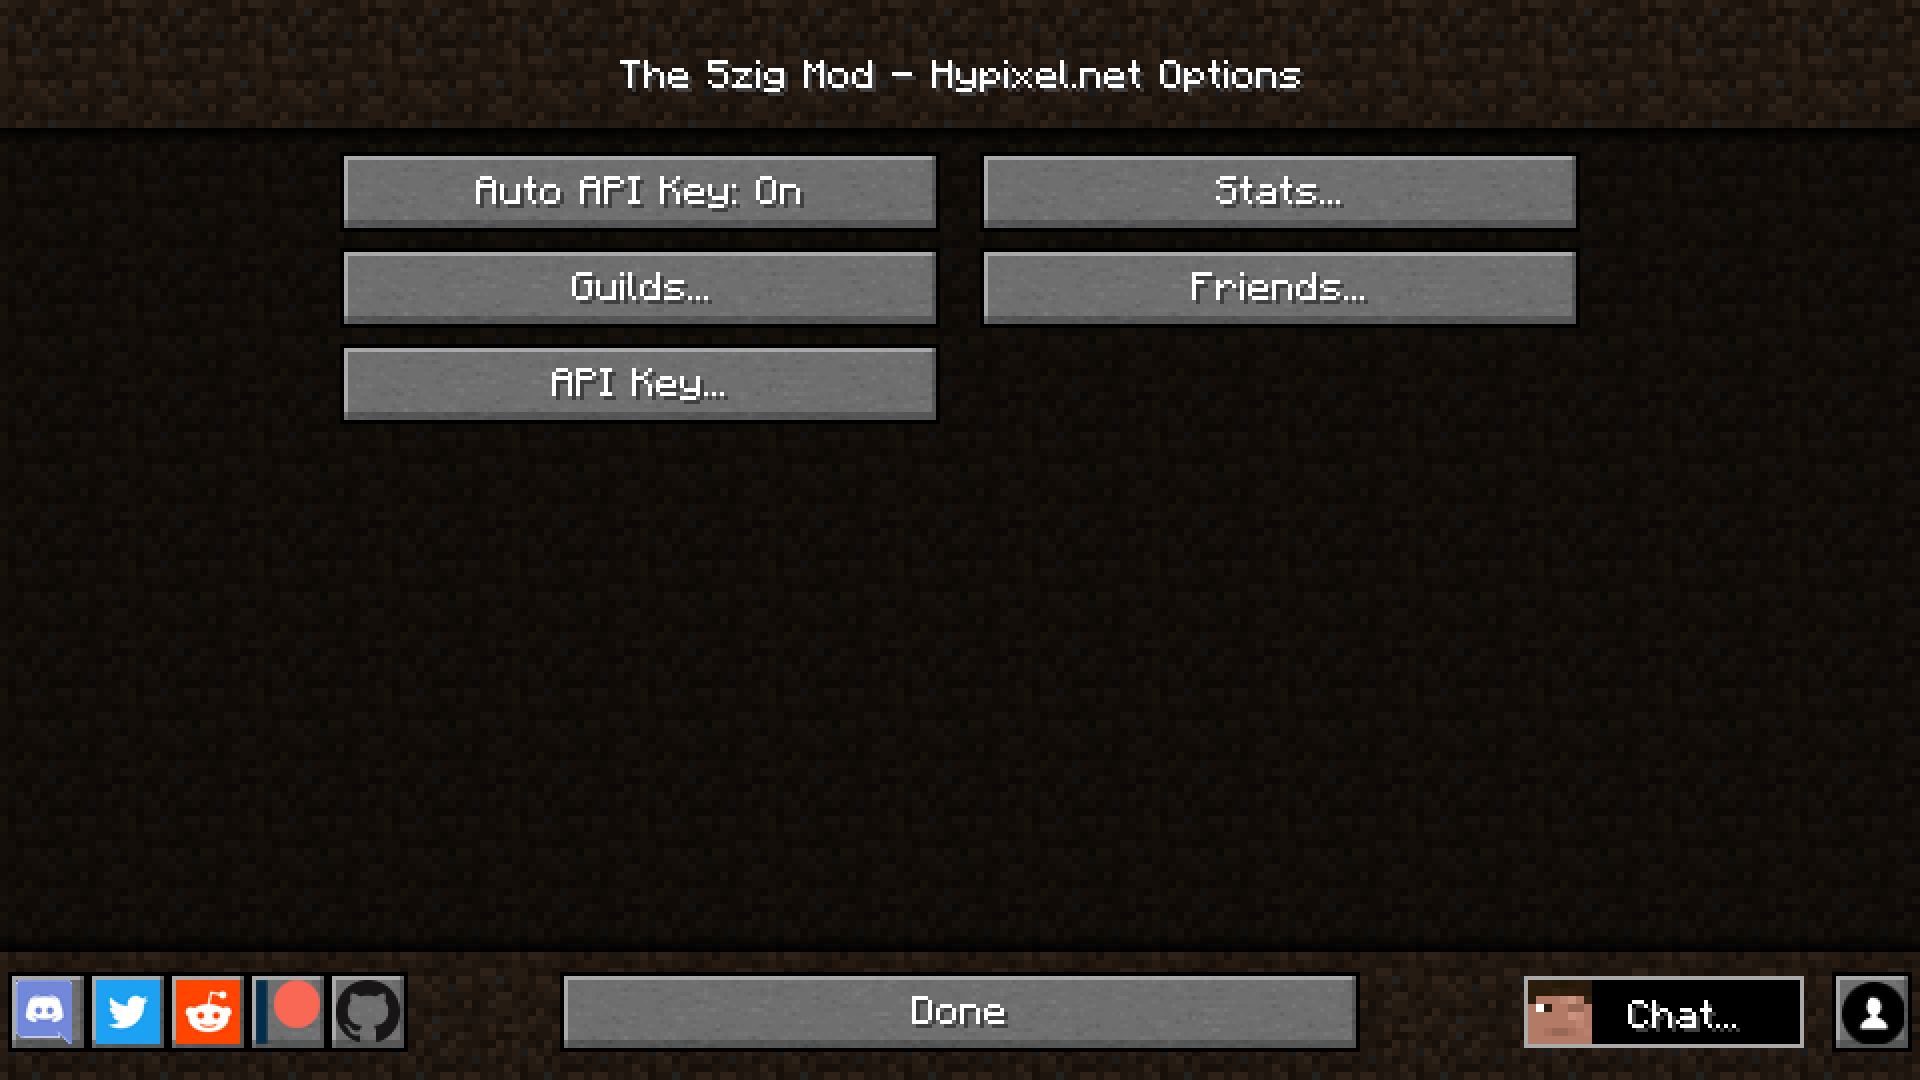 The 5zig Mod - Hypixel.net Options
Auto API Key: On
Stats...
Guilds...
Friends...
API Key...
Done
Chat...